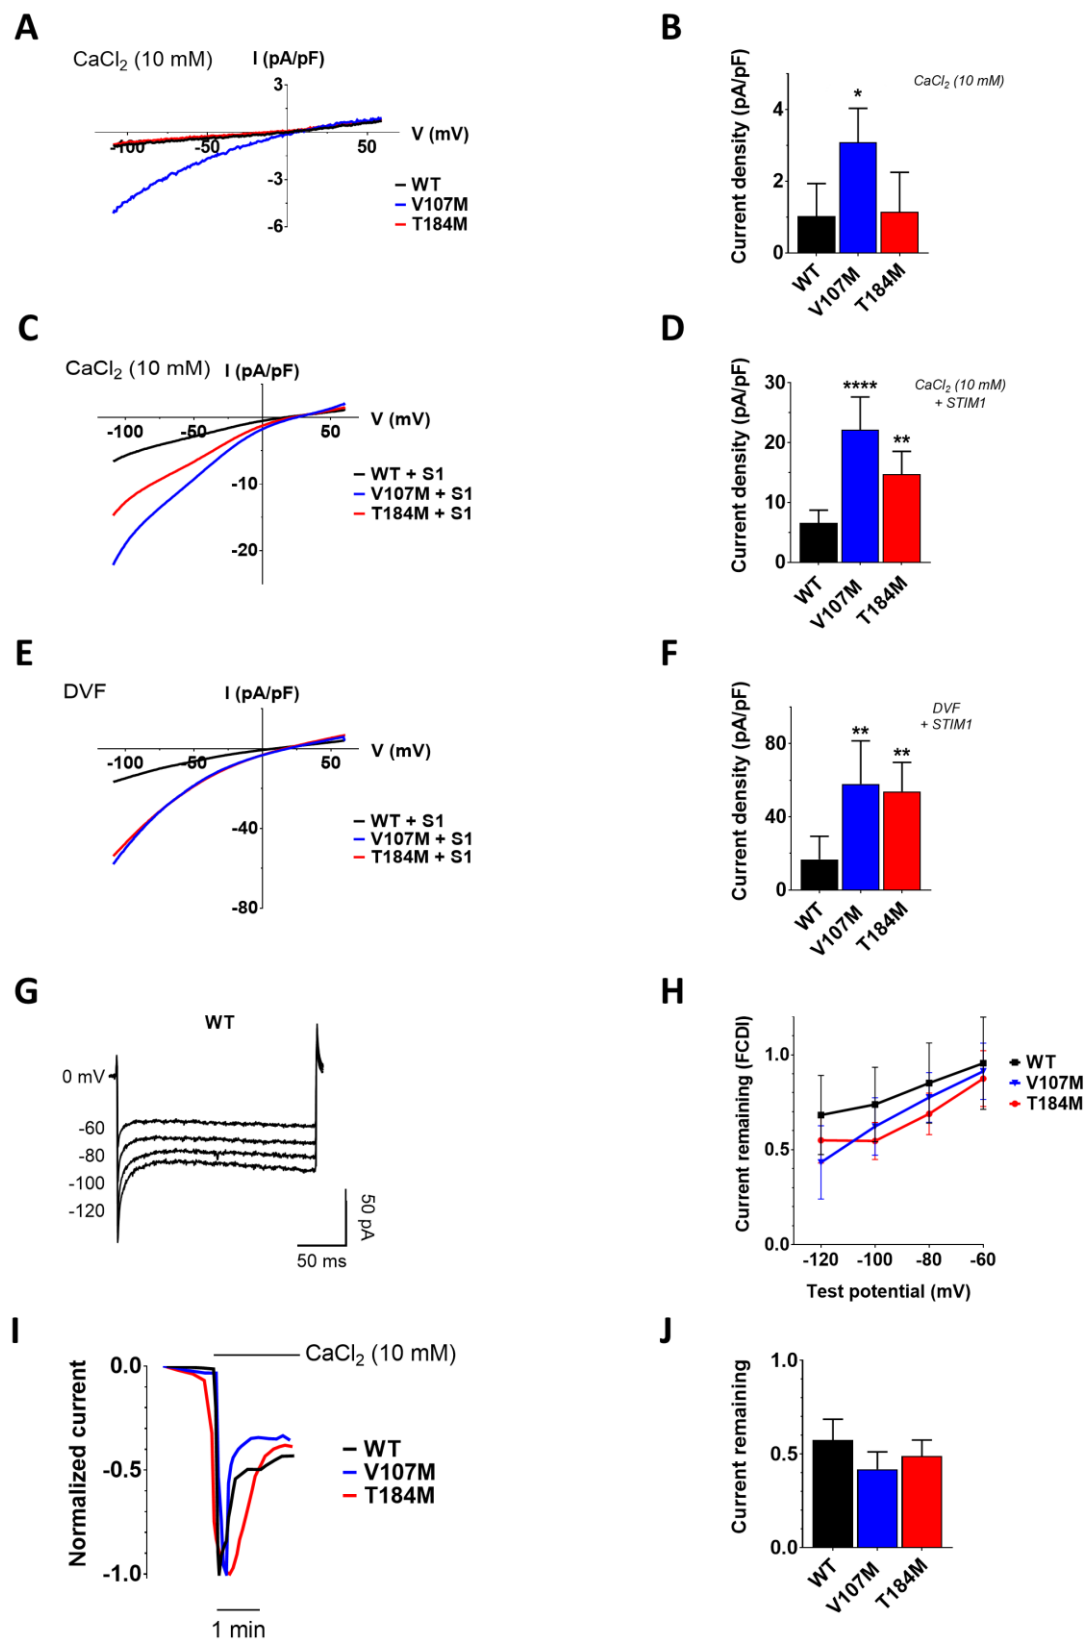 A
CaCl₂ (10 mM)
I (pA/pF)
3
-100
-50
50
V (mV)
-3
-6
WT
V107M
T184M
B
Current density (pA/pF)
4
2
0
*
CaCl₂ (10 mM)
WT
V107M
T184M
C
CaCl₂ (10 mM)
I (pA/pF)
-100
-50
50
V (mV)
-10
-20
WT + S1
V107M + S1
T184M + S1
D
Current density (pA/pF)
30
20
10
0
****
**
CaCl₂ (10 mM)
+ STIM1
WT
V107M
T184M
E
DVF
I (pA/pF)
-100
-50
50
V (mV)
-40
-80
WT + S1
V107M + S1
T184M + S1
F
Current density (pA/pF)
80
40
0
**
**
DVF
+ STIM1
WT
V107M
T184M
G
WT
0 mV
-60
-80
-100
-120
50 pA
50 ms
H
Current remaining (FCDI)
1.0
0.5
0.0
-120
-100
-80
-60
Test potential (mV)
WT
V107M
T184M
I
CaCl₂ (10 mM)
Normalized current
0.0
-0.5
-1.0
WT
V107M
T184M
1 min
J
Current remaining
1.0
0.5
0.0
WT
V107M
T184M